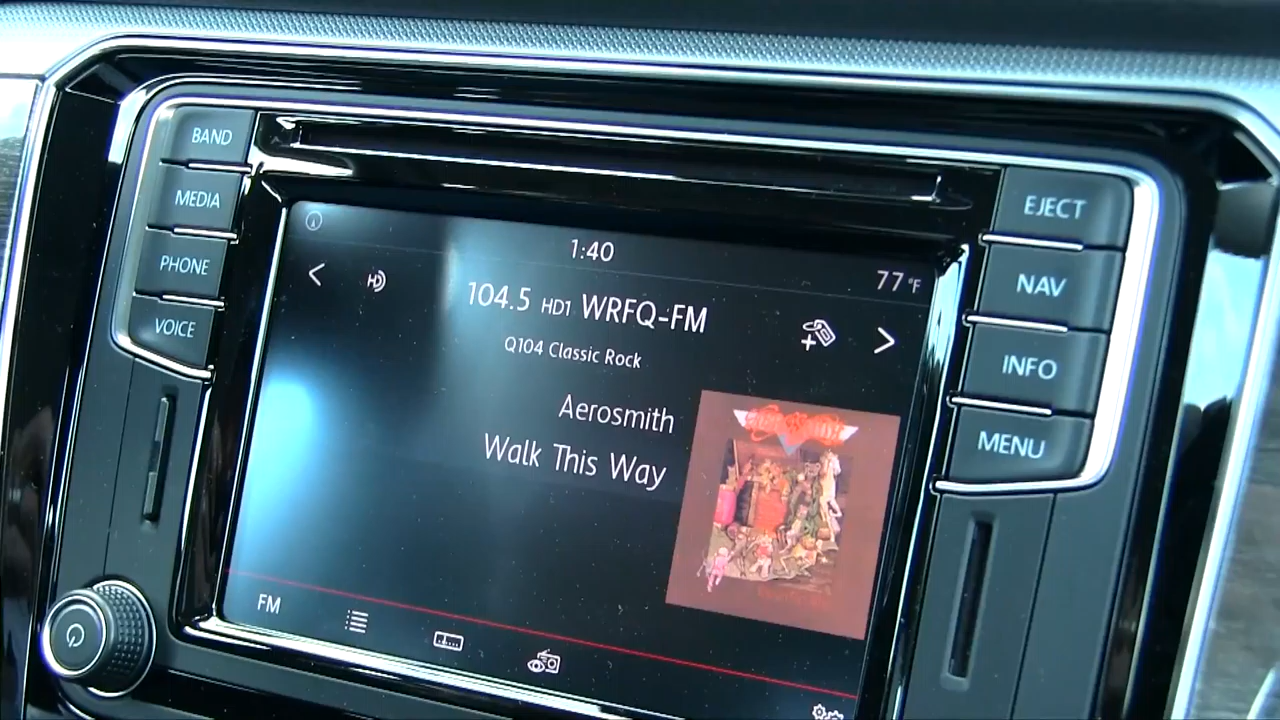 BAND
MEDIA
PHONE
VOICE
1:40
77°F
104.5 HD1 WRFQ-FM
Q104 Classic Rock
Aerosmith
Walk This Way
FM
EJECT
NAV
INFO
MENU